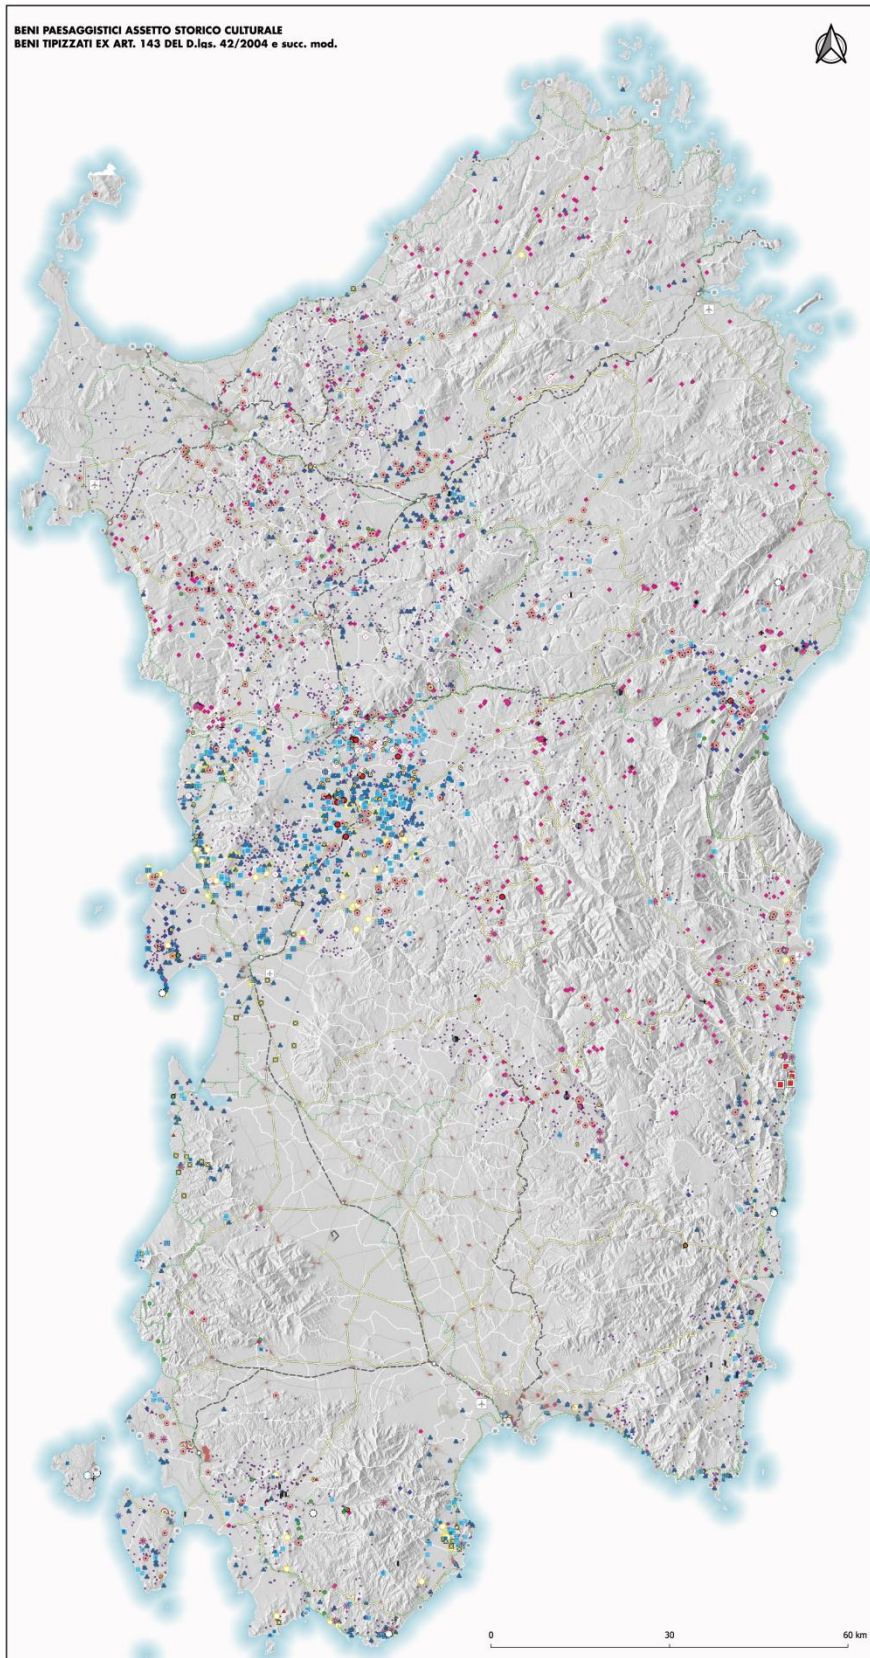 BENI PAESAGGISTICI ASSETTO STORICO CULTURALE
BENI TIPIZZATI EX ART. 143 DEL D.lgs. 42/2004 e succ. mod.
0 30 60 km